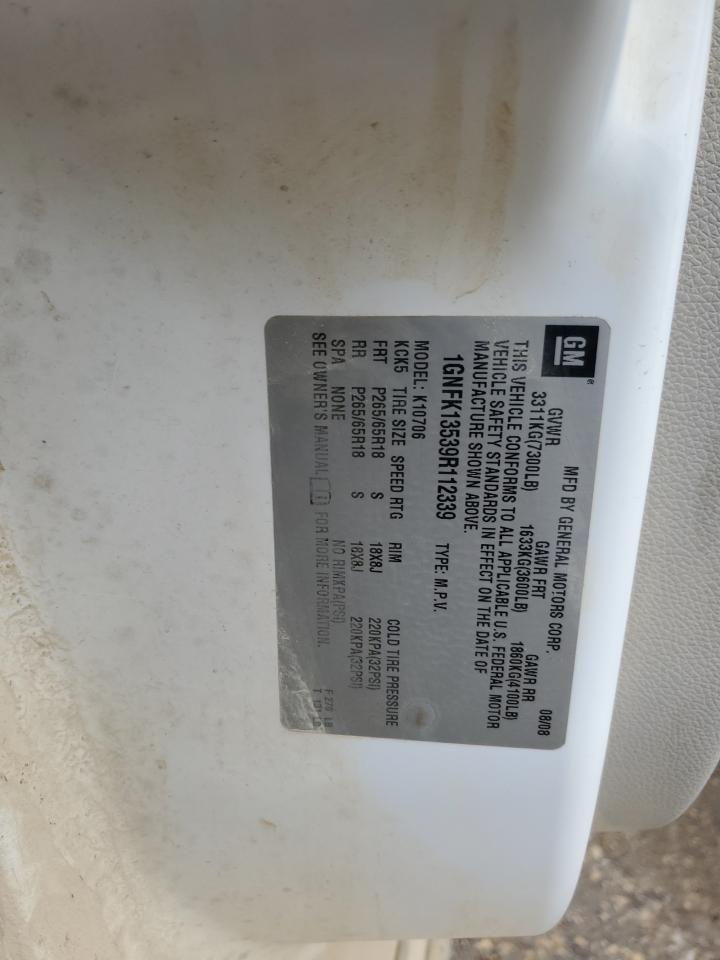 GM
MFD BY GENERAL MOTORS CORP. 08/08
GVWR GAWR FRT GAWR RR
3311KG(7300LB) 1633KG(3600LB) 1860KG(4100LB)
THIS VEHICLE CONFORMS TO ALL APPLICABLE U.S. FEDERAL MOTOR
VEHICLE SAFETY STANDARDS IN EFFECT ON THE DATE OF
MANUFACTURE SHOWN ABOVE.
1GNFK13539R112339 TYPE: M.P.V.
MODEL: K10706
KCK5 TIRE SIZE SPEED RTG RIM COLD TIRE PRESSURE
FRT P265/65R18 S 18X8J 220KPA(32PSI)
RR P265/65R18 S 18X8J 220KPA(32PSI)
SPA NONE NO RIMXPA(PSI)
SEE OWNER'S MANUAL FOR MORE INFORMATION.